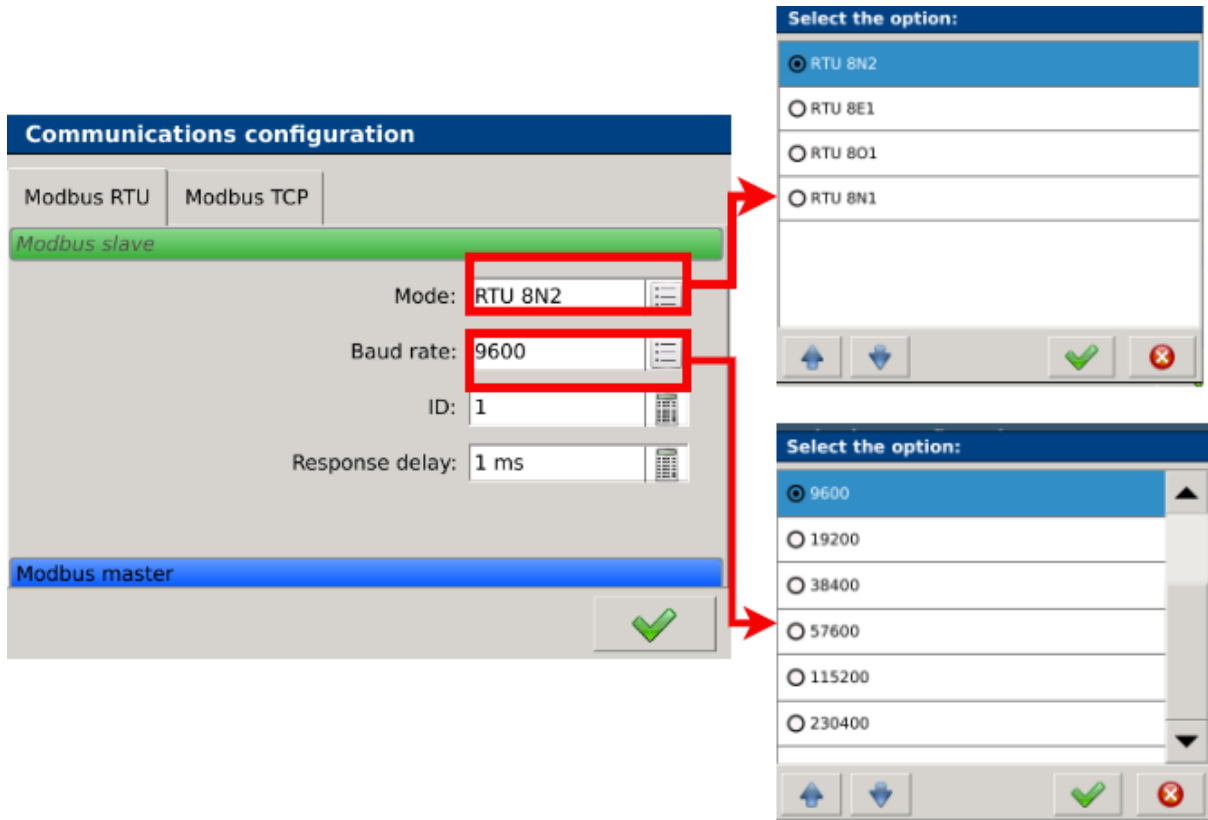 Communications configuration
Modbus RTU
Modbus TCP
Modbus slave
Mode: RTU 8N2
Baud rate: 9600
ID: 1
Response delay: 1 ms
Modbus master
Select the option:
RTU 8N2
RTU 8E1
RTU 8O1
RTU 8N1
Select the option:
9600
19200
38400
57600
115200
230400